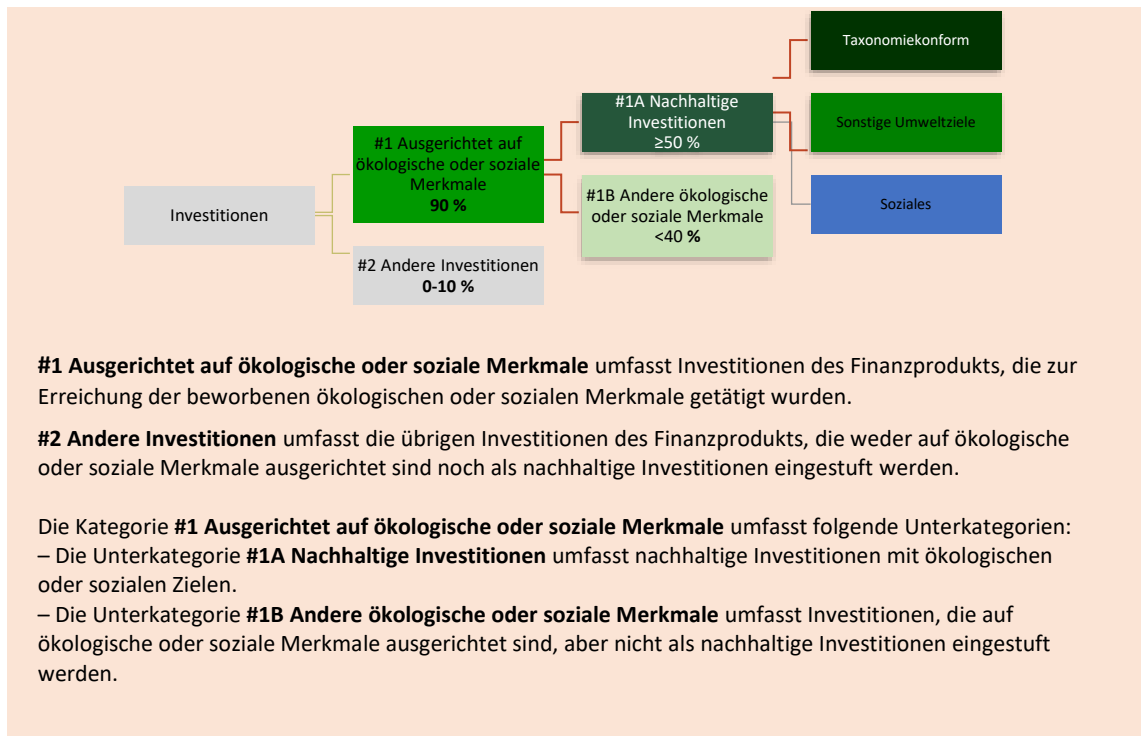 Taxonomiekonform
#1A Nachhaltige
Investitionen
≥50 %
Sonstige Umweltziele
#1 Ausgerichtet auf
ökologische oder soziale
Merkmale
90 %
#1B Andere ökologische
oder soziale Merkmale
<40 %
Soziales
Investitionen
#2 Andere Investitionen
0-10 %
#1 Ausgerichtet auf ökologische oder soziale Merkmale umfasst Investitionen des Finanzprodukts, die zur
Erreichung der beworbenen ökologischen oder sozialen Merkmale getätigt wurden.
#2 Andere Investitionen umfasst die übrigen Investitionen des Finanzprodukts, die weder auf ökologische
oder soziale Merkmale ausgerichtet sind noch als nachhaltige Investitionen eingestuft werden.
Die Kategorie #1 Ausgerichtet auf ökologische oder soziale Merkmale umfasst folgende Unterkategorien:
– Die Unterkategorie #1A Nachhaltige Investitionen umfasst nachhaltige Investitionen mit ökologischen
oder sozialen Zielen.
– Die Unterkategorie #1B Andere ökologische oder soziale Merkmale umfasst Investitionen, die auf
ökologische oder soziale Merkmale ausgerichtet sind, aber nicht als nachhaltige Investitionen eingestuft
werden.